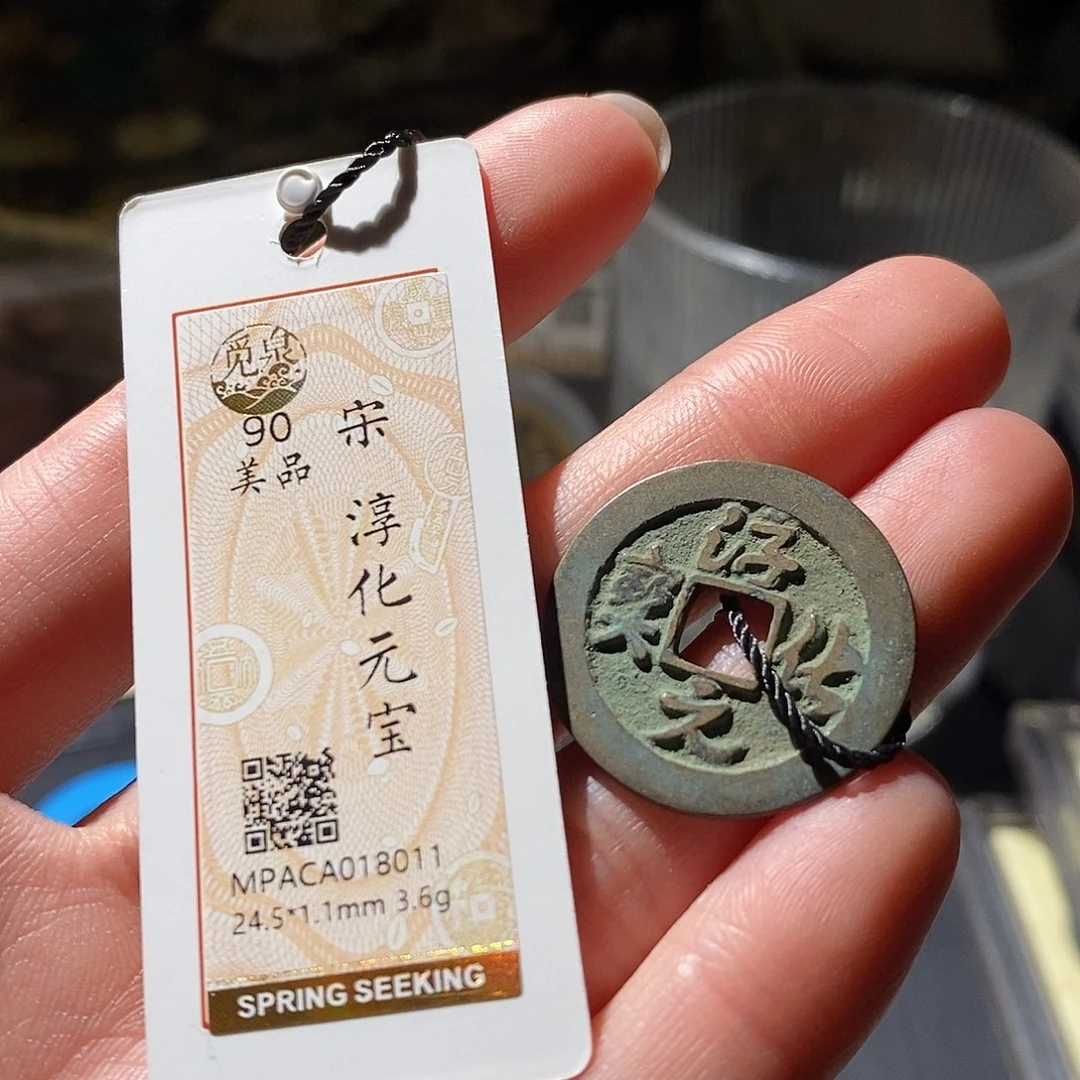 觅泉
90
美品
宋 淳化元宝
MPACA018011
24.5*1.1mm 3.6g
SPRING SEEKING
淳化元寳